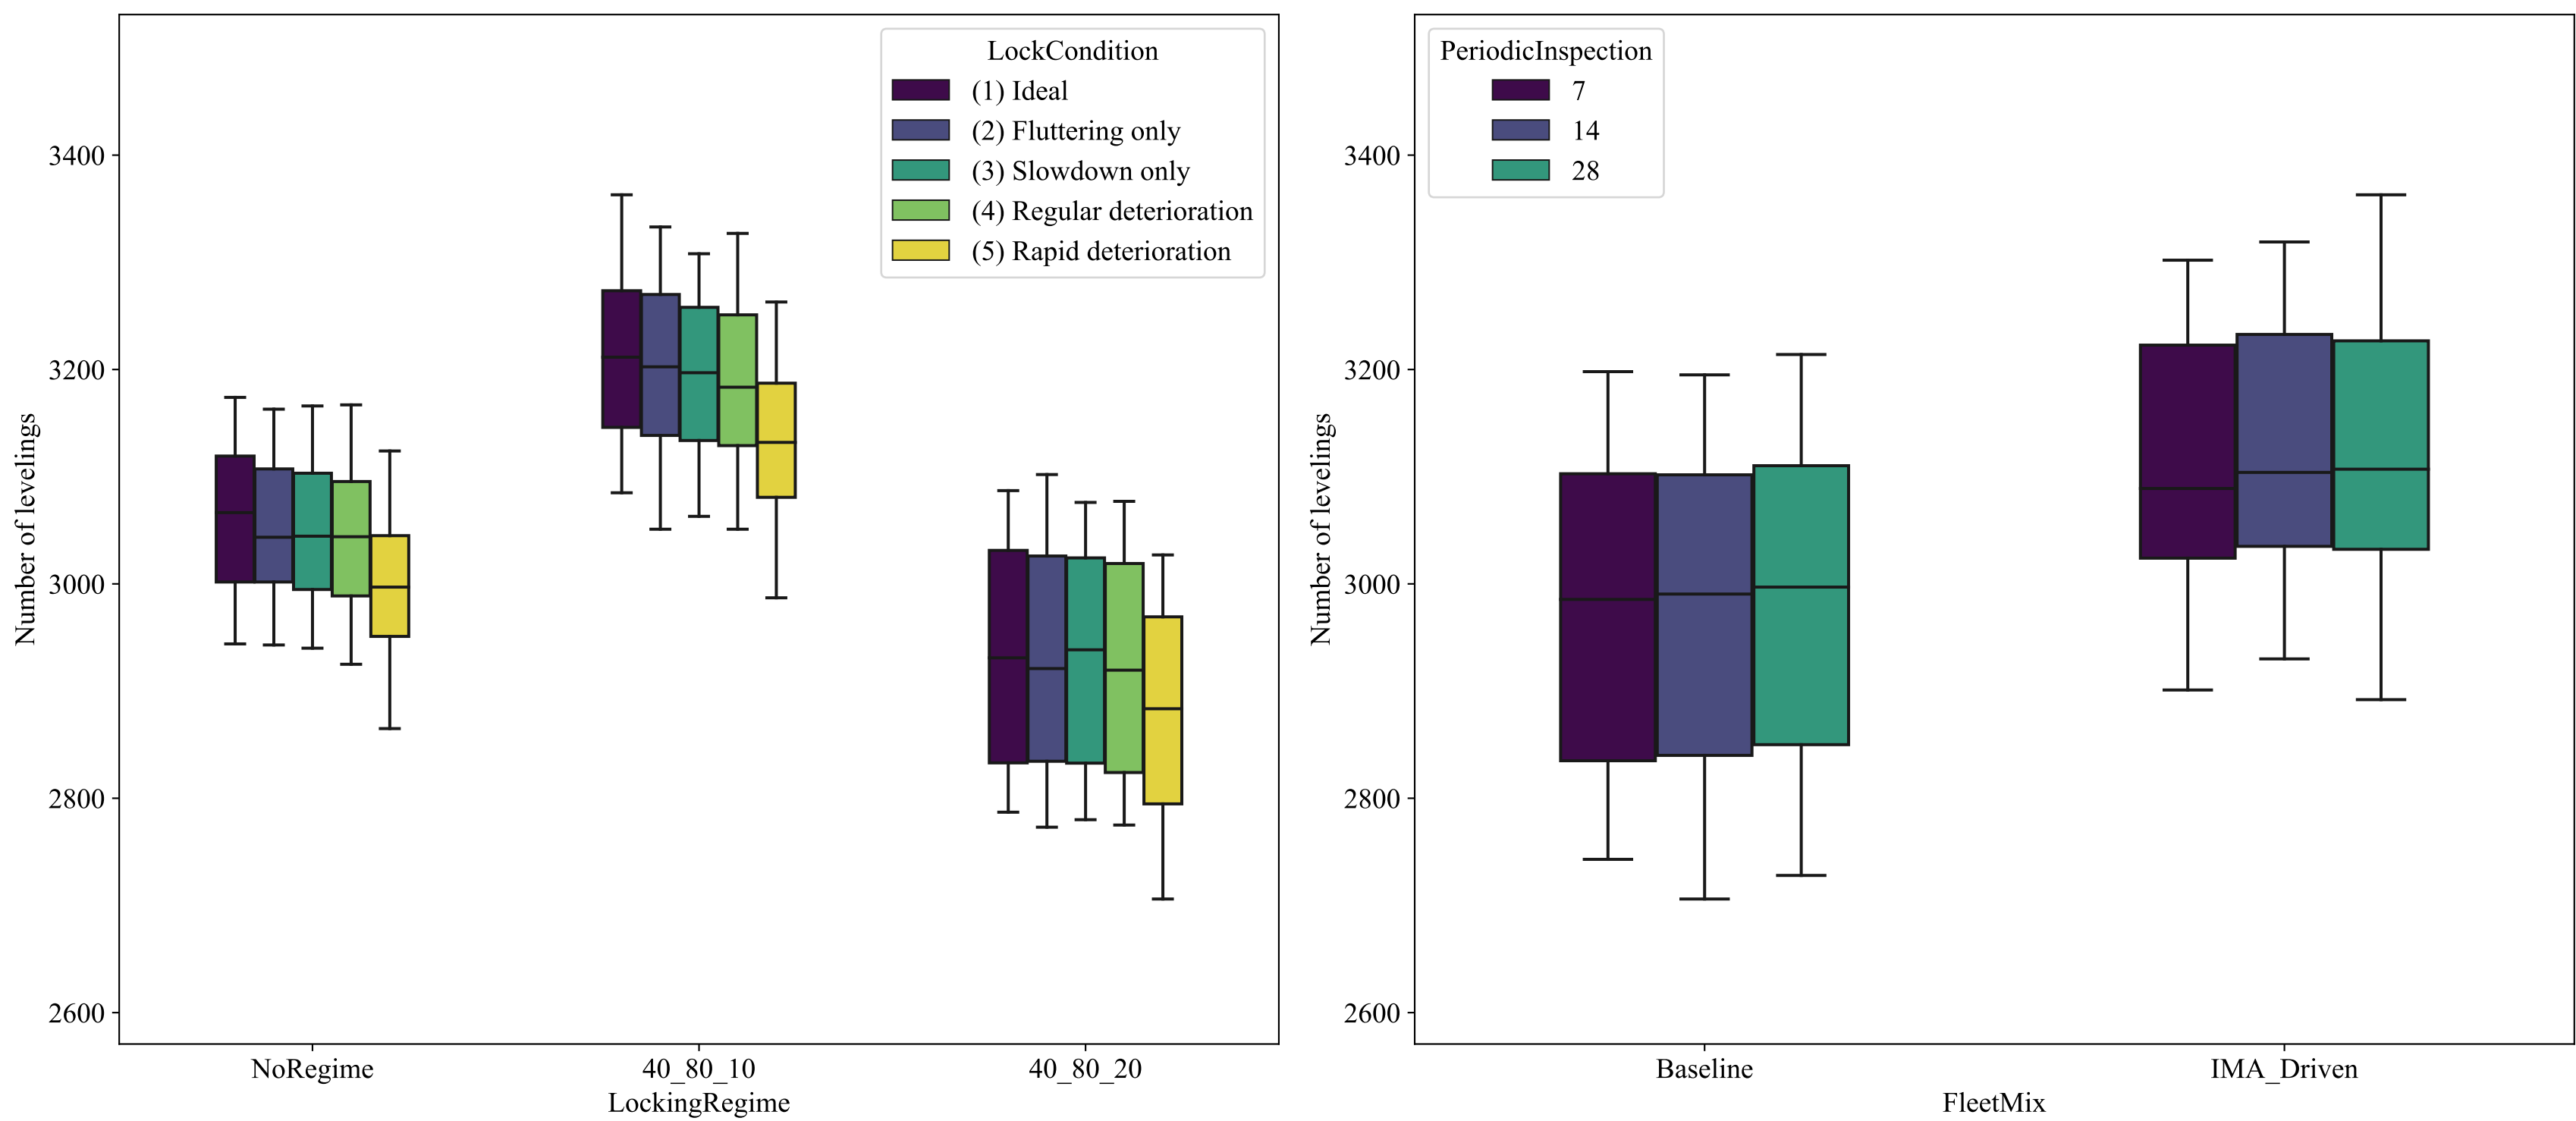 LockCondition
(1) Ideal
(2) Fluttering only
(3) Slowdown only
(4) Regular deterioration
(5) Rapid deterioration
3400
3200
3000
2800
2600
Number of levelings
NoRegime
40_80_10
40_80_20
LockingRegime
PeriodicInspection
7
14
28
3400
3200
3000
2800
2600
Number of levelings
Baseline
IMA_Driven
FleetMix